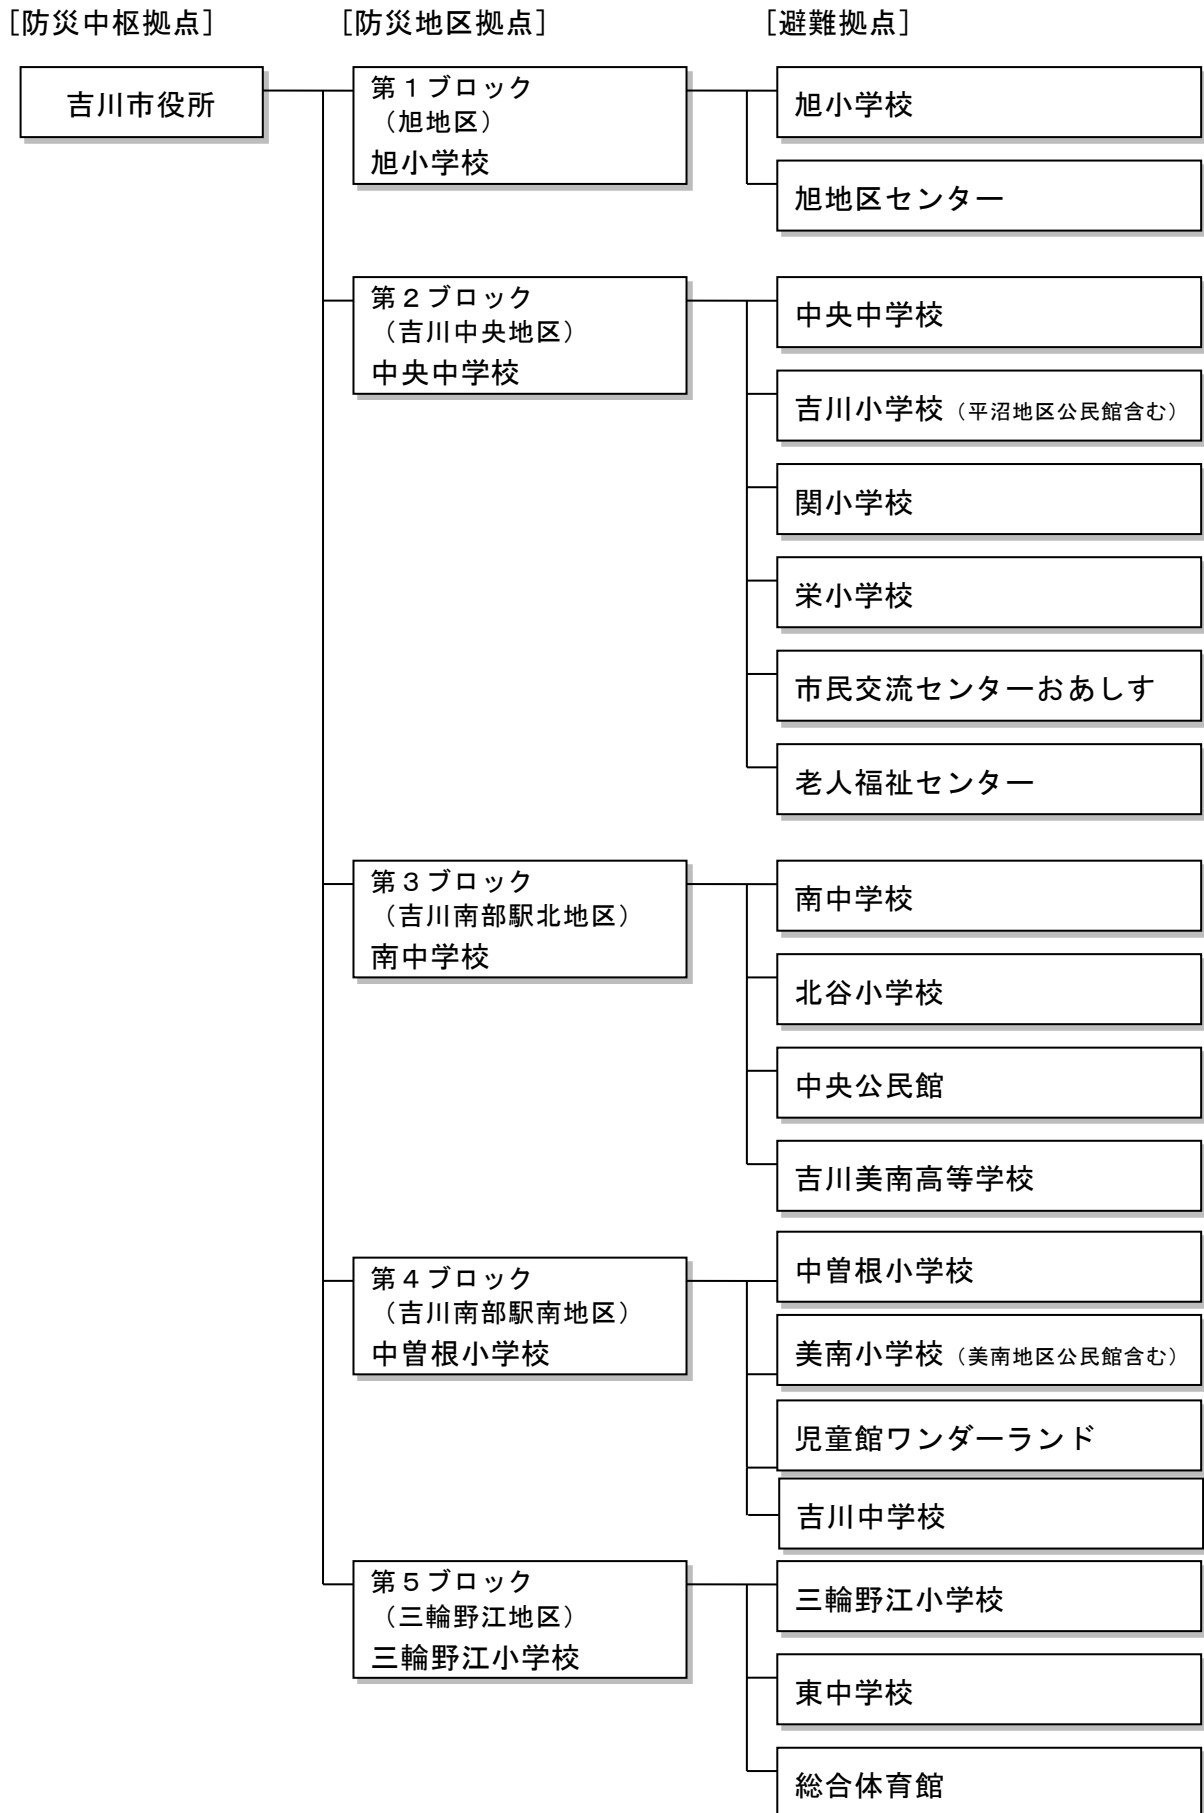 ［防災中枢拠点］ ［防災地区拠点］ ［避難拠点］
吉川市役所
第１ブロック
（旭地区）
旭小学校
旭小学校
旭地区センター
第２ブロック
（吉川中央地区）
中央中学校
中央中学校
吉川小学校（平沼地区公民館含む）
関小学校
栄小学校
市民交流センターおあしす
老人福祉センター
第３ブロック
（吉川南部駅北地区）
南中学校
南中学校
北谷小学校
中央公民館
吉川美南高等学校
第４ブロック
（吉川南部駅南地区）
中曽根小学校
中曽根小学校
美南小学校（美南地区公民館含む）
児童館ワンダーランド
吉川中学校
第５ブロック
（三輪野江地区）
三輪野江小学校
三輪野江小学校
東中学校
総合体育館